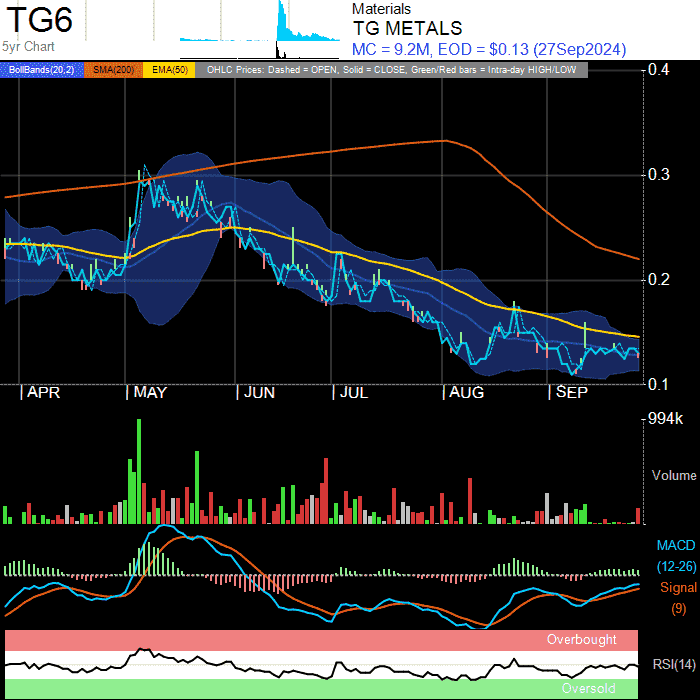 TG6
5yr Chart
Materials
TG METALS
MC = 9.2M, EOD = $0.13 (27Sep2024)
BollBands(20,2) SMA(200) EMA(50) OHLC Prices: Dashed = OPEN, Solid = CLOSE, Green/Red bars = Intra-day HIGH/LOW
0.4
0.3
0.2
0.1
APR MAY JUN JUL AUG SEP
994k
Volume
MACD
(12-26)
Signal
(9)
Overbought
RSI(14)
Oversold